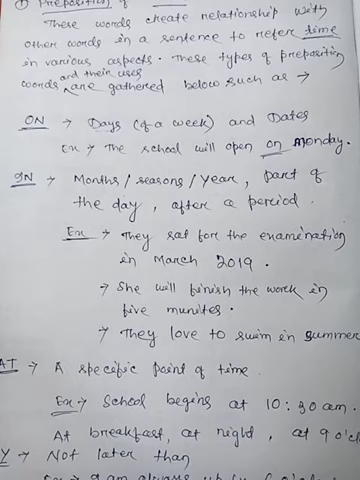 ① Preposition of
These words create relationship with
other words in a sentence to refer time
in various aspects. These types of preposition
words and their uses are gathered below such as →
ON → Days (of a week) and Dates
Ex → The school will open on Monday.
IN → Months/seasons/year, part of
the day, after a period.
Ex → They sat for the examination
in March 2019.
→ She will finish the work in
five munites.
→ They love to swim in summer
AT → A specific point of time.
Ex → School begins at 10:30 am.
At breakfast, at night, at 9 o'cl
Y → Not later than